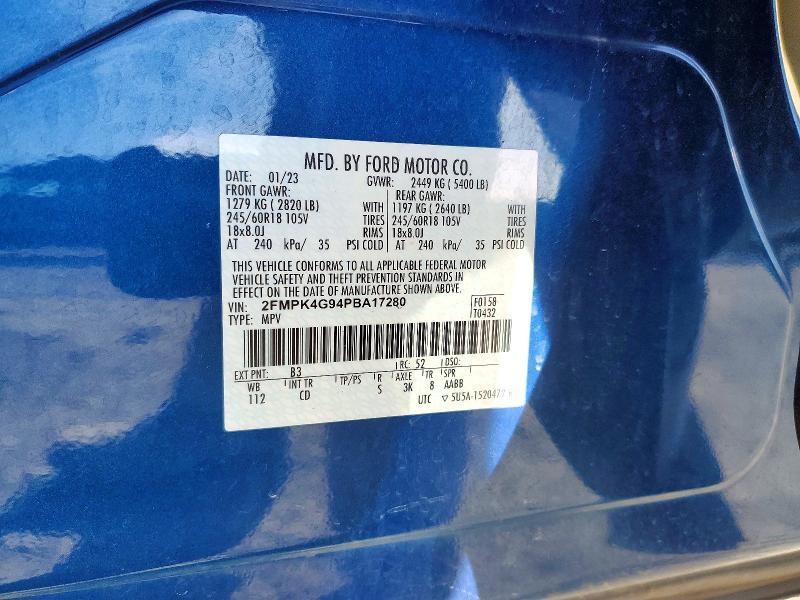 MFD. BY FORD MOTOR CO.
DATE: 01/23 GVWR: 2449 KG ( 5400 LB)
FRONT GAWR: REAR GAWR:
1279 KG ( 2820 LB) WITH 1197 KG ( 2640 LB) WITH
245/60R18 105V TIRES 245/60R18 105V TIRES
18x8.0J RIMS 18x8.0J RIMS
AT 240 kPa/ 35 PSI COLD AT 240 kPa/ 35 PSI COLD
THIS VEHICLE CONFORMS TO ALL APPLICABLE FEDERAL MOTOR
VEHICLE SAFETY AND THEFT PREVENTION STANDARDS IN
EFFECT ON THE DATE OF MANUFACTURE SHOWN ABOVE.
VIN: 2FMPK4G94PBA17280 F0158
TYPE: MPV T0432
EXT PNT: B3 RC: 52 DSO:
WB INT TR TP/PS R AXLE TR SPR
112 CD S 3K 8 AABB
UTC